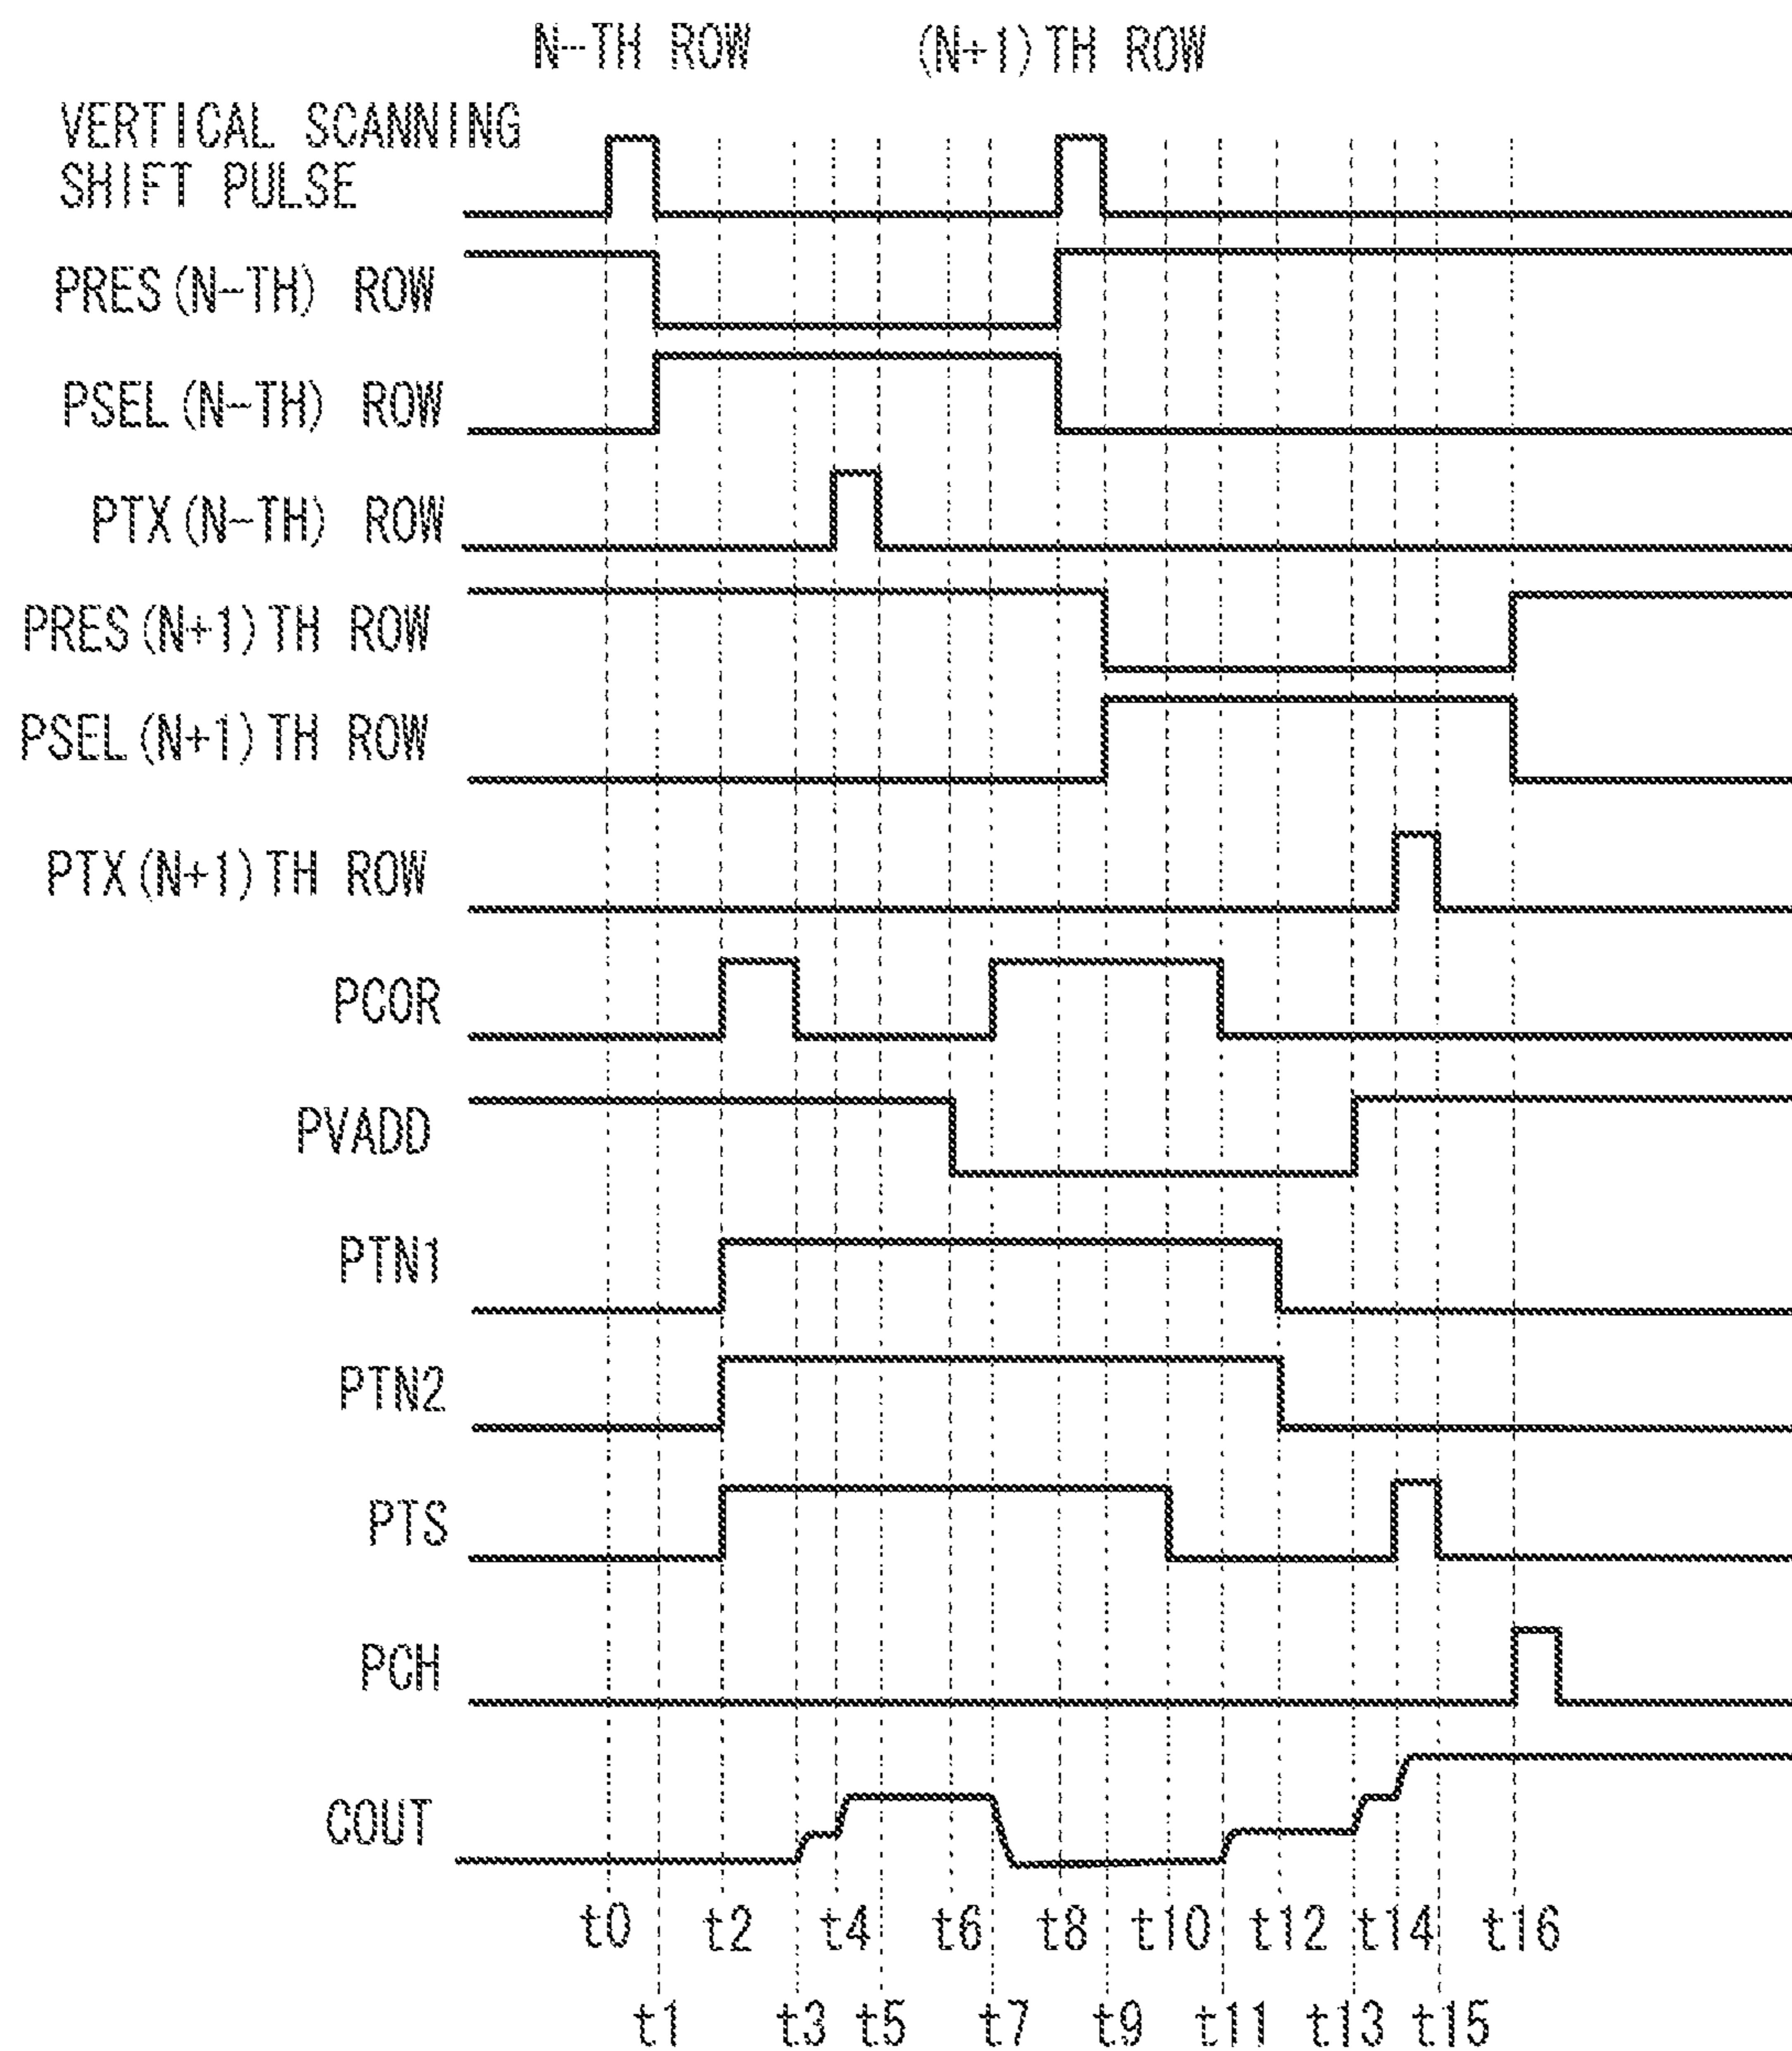 N-TH ROW (N+1)TH ROW
VERTICAL SCANNING
SHIFT PULSE
PRES(N-TH) ROW
PSEL(N-TH) ROW
PTX(N-TH) ROW
PRES(N+1)TH ROW
PSEL(N+1)TH ROW
PTX(N+1)TH ROW
PCOR
PVADD
PTN1
PTN2
PTS
PCH
COUT
t0 t2 t4 t6 t8 t10 t12 t14 t16
t1 t3 t5 t7 t9 t11 t13 t15